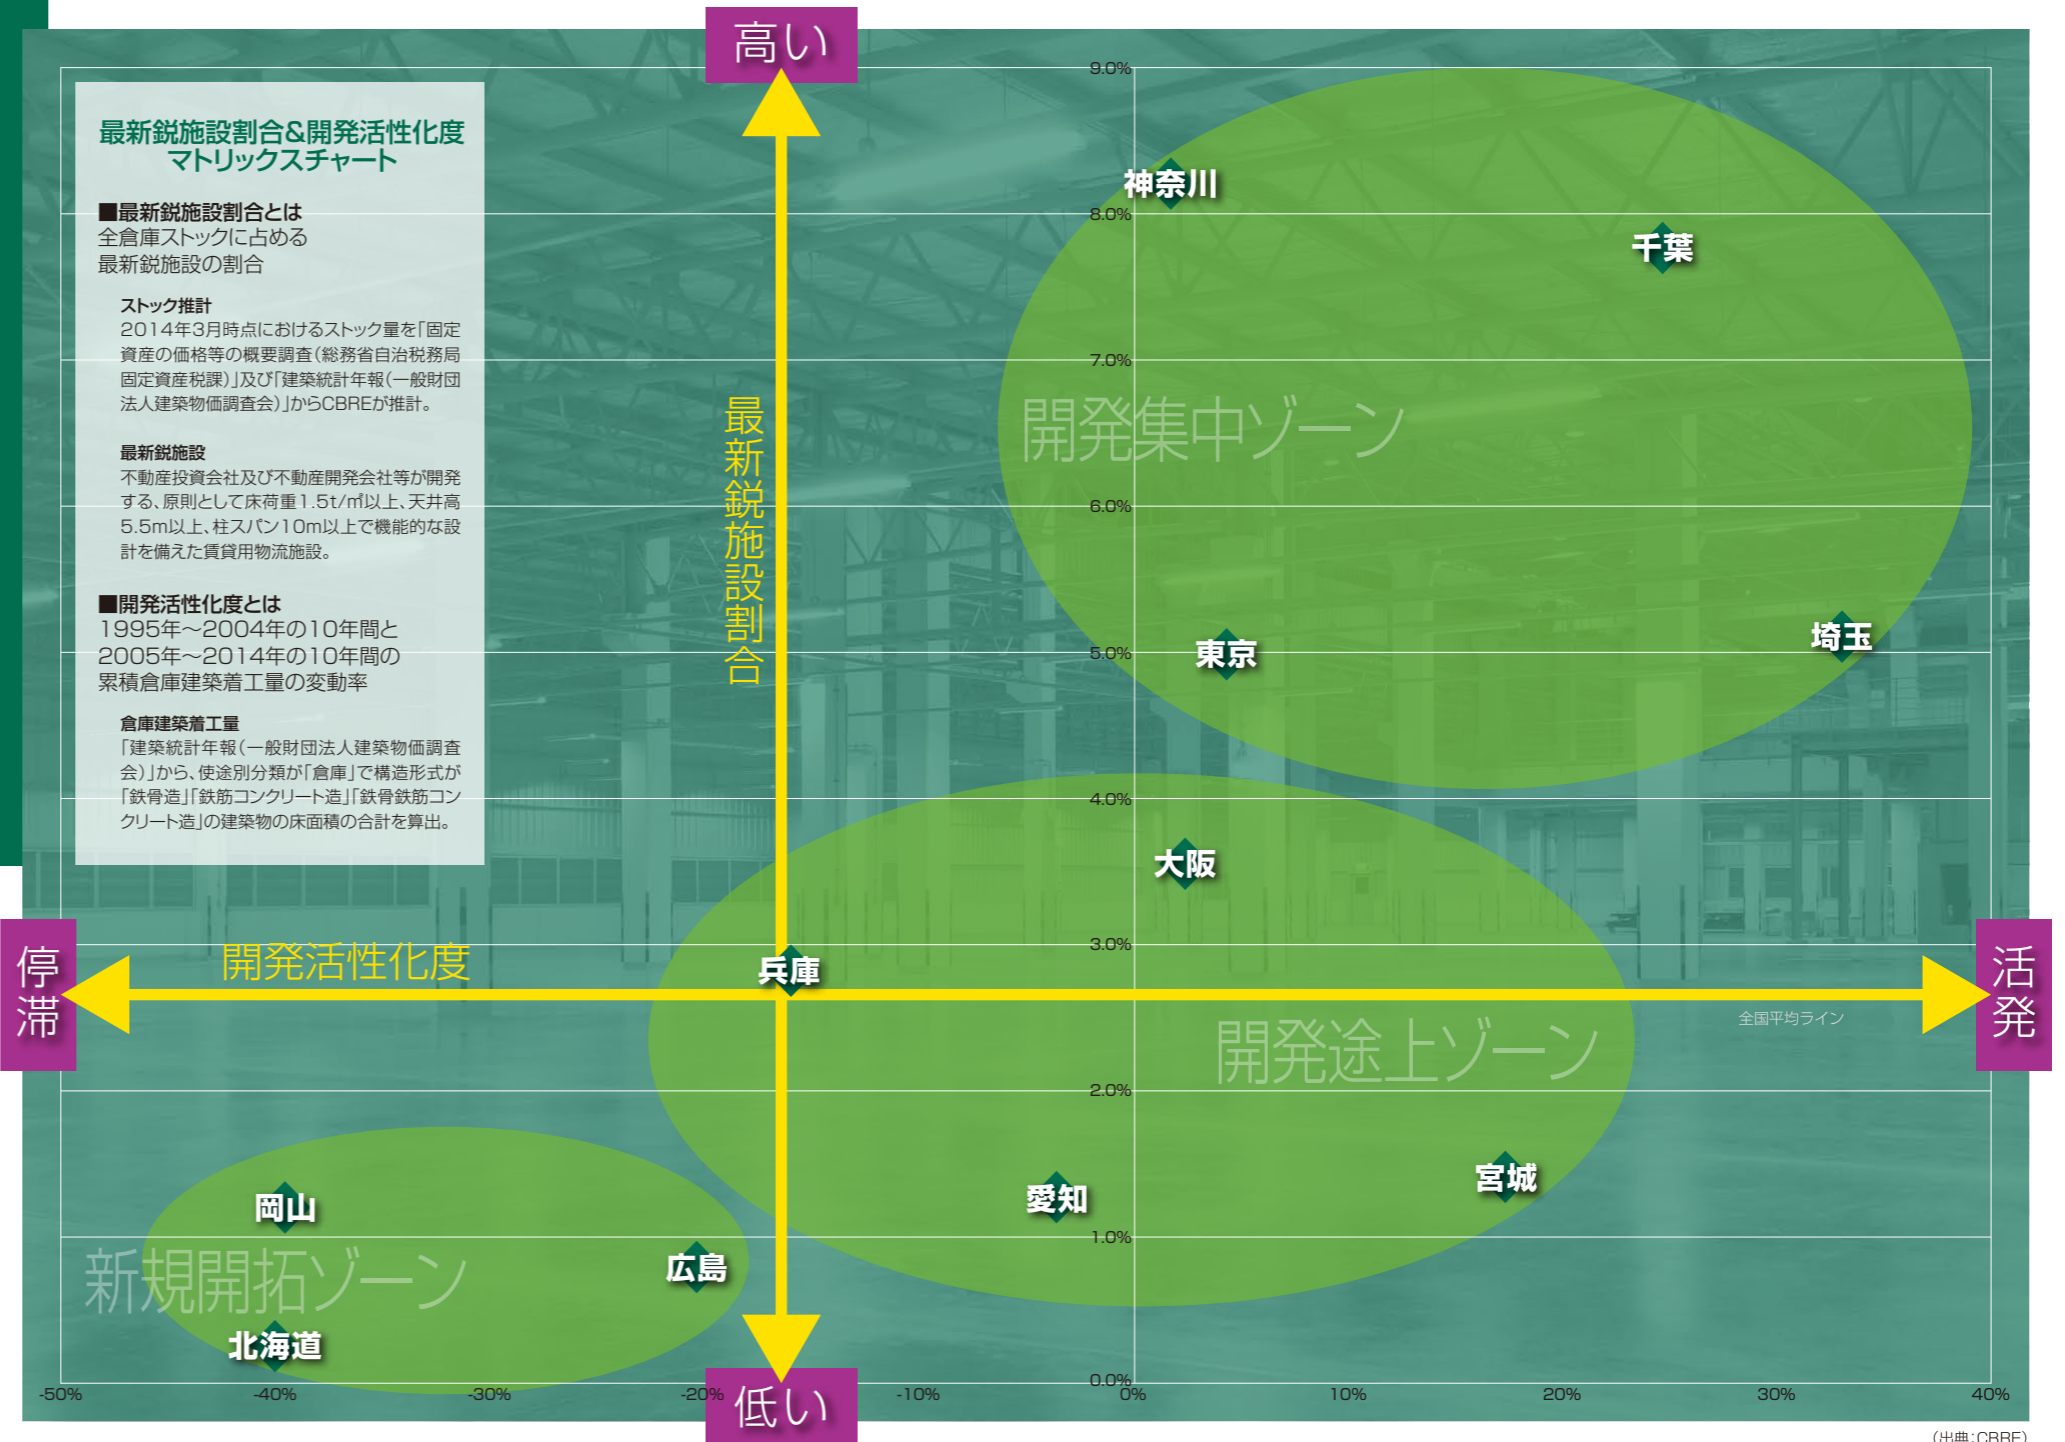 高い
最新鋭施設割合&開発活性化度
マトリックスチャート
■最新鋭施設割合とは
全倉庫ストックに占める
最新鋭施設の割合
ストック推計
2014年3月時点におけるストック量を「固定
資産の価格等の概要調査（総務省自治税務局
固定資産税課）」及び「建築統計年報（一般財団
法人建築物価調査会）」からCBREが推計。
最新鋭施設
不動産投資会社及び不動産開発会社等が開発
する、原則として床荷重1.5t/㎡以上、天井高
5.5m以上、柱スパン10m以上で機能的な設
計を備えた賃貸用物流施設。
■開発活性化度とは
1995年～2004年の10年間と
2005年～2014年の10年間の
累積倉庫建築着工量の変動率
倉庫建築着工量
「建築統計年報（一般財団法人建築物価調査
会）」から、使途別分類が「倉庫」で構造形式が
「鉄骨造」「鉄筋コンクリート造」「鉄骨鉄筋コン
クリート造」の建築物の床面積の合計を算出。
最新鋭施設割合
9.0%
神奈川
8.0%
千葉
7.0%
開発集中ゾーン
6.0%
東京
5.0%
埼玉
4.0%
大阪
3.0%
停滞
開発活性化度
兵庫
活発
全国平均ライン
開発途上ゾーン
2.0%
岡山
愛知
宮城
1.0%
新規開拓ゾーン
広島
北海道
0.0%
-50%
-40%
-30%
-20%
-10%
0%
10%
20%
30%
40%
低い
（出典：CBRE）